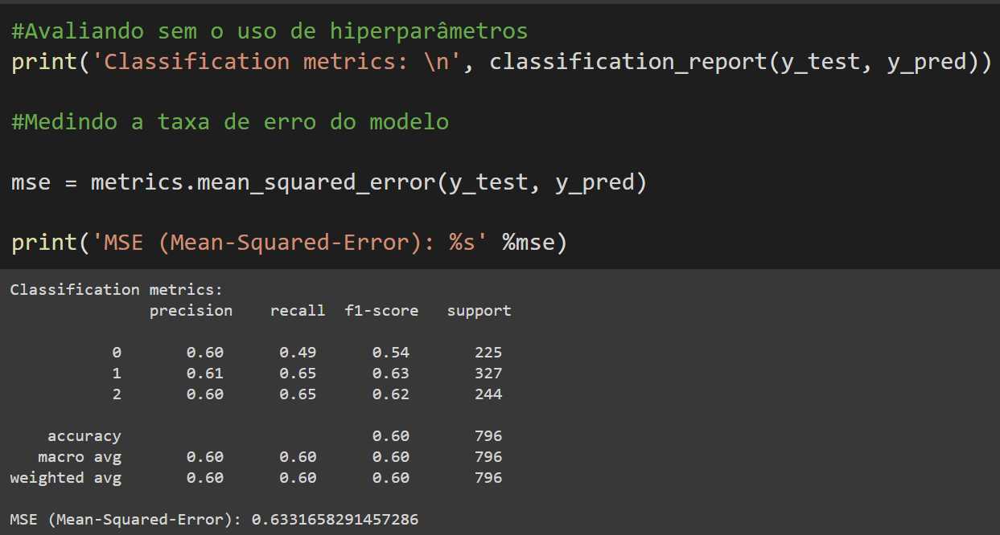 #Avaliando sem o uso de hiperparâmetros
print('Classification metrics: \n', classification_report(y_test, y_pred))
#Medindo a taxa de erro do modelo
mse = metrics.mean_squared_error(y_test, y_pred)
print('MSE (Mean-Squared-Error): %s' %mse)
Classification metrics:
precision recall f1-score support
0 0.60 0.49 0.54 225
1 0.61 0.65 0.63 327
2 0.60 0.65 0.62 244
accuracy 0.60 796
macro avg 0.60 0.60 0.60 796
weighted avg 0.60 0.60 0.60 796
MSE (Mean-Squared-Error): 0.6331658291457286